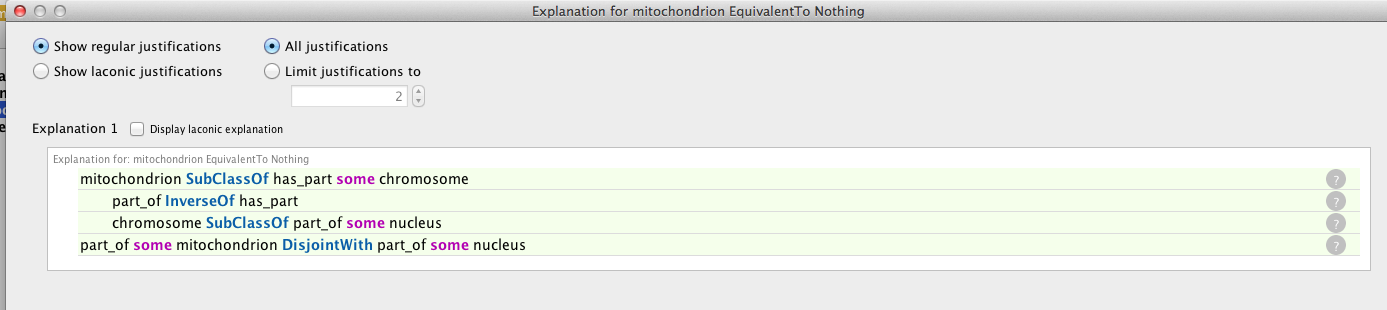 Explanation for mitochondrion EquivalentTo Nothing
Show regular justifications
All justifications
Show laconic justifications
Limit justifications to
2
Explanation 1
Display laconic explanation
Explanation for: mitochondrion EquivalentTo Nothing
mitochondrion SubClassOf has_part some chromosome
?
part_of InverseOf has_part
?
chromosome SubClassOf part_of some nucleus
?
part_of some mitochondrion DisjointWith part_of some nucleus
?